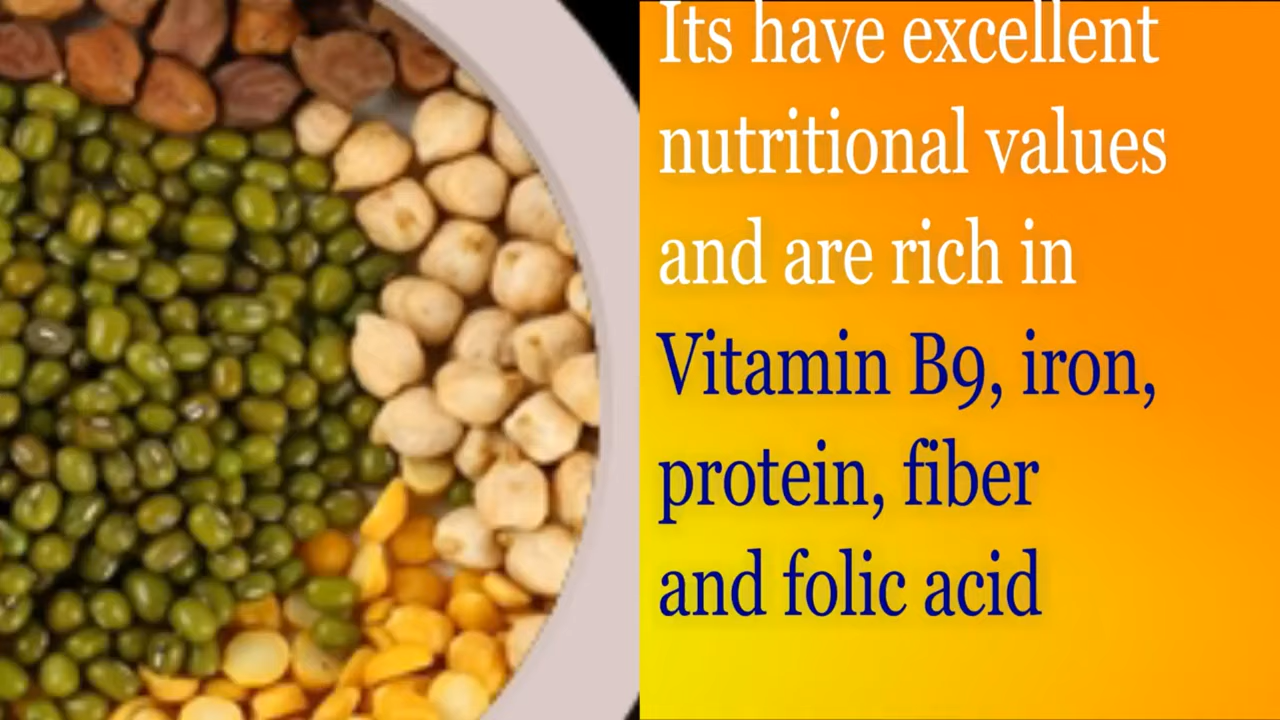 Its have excellent
nutritional values
and are rich in
Vitamin B9, iron,
protein, fiber
and folic acid